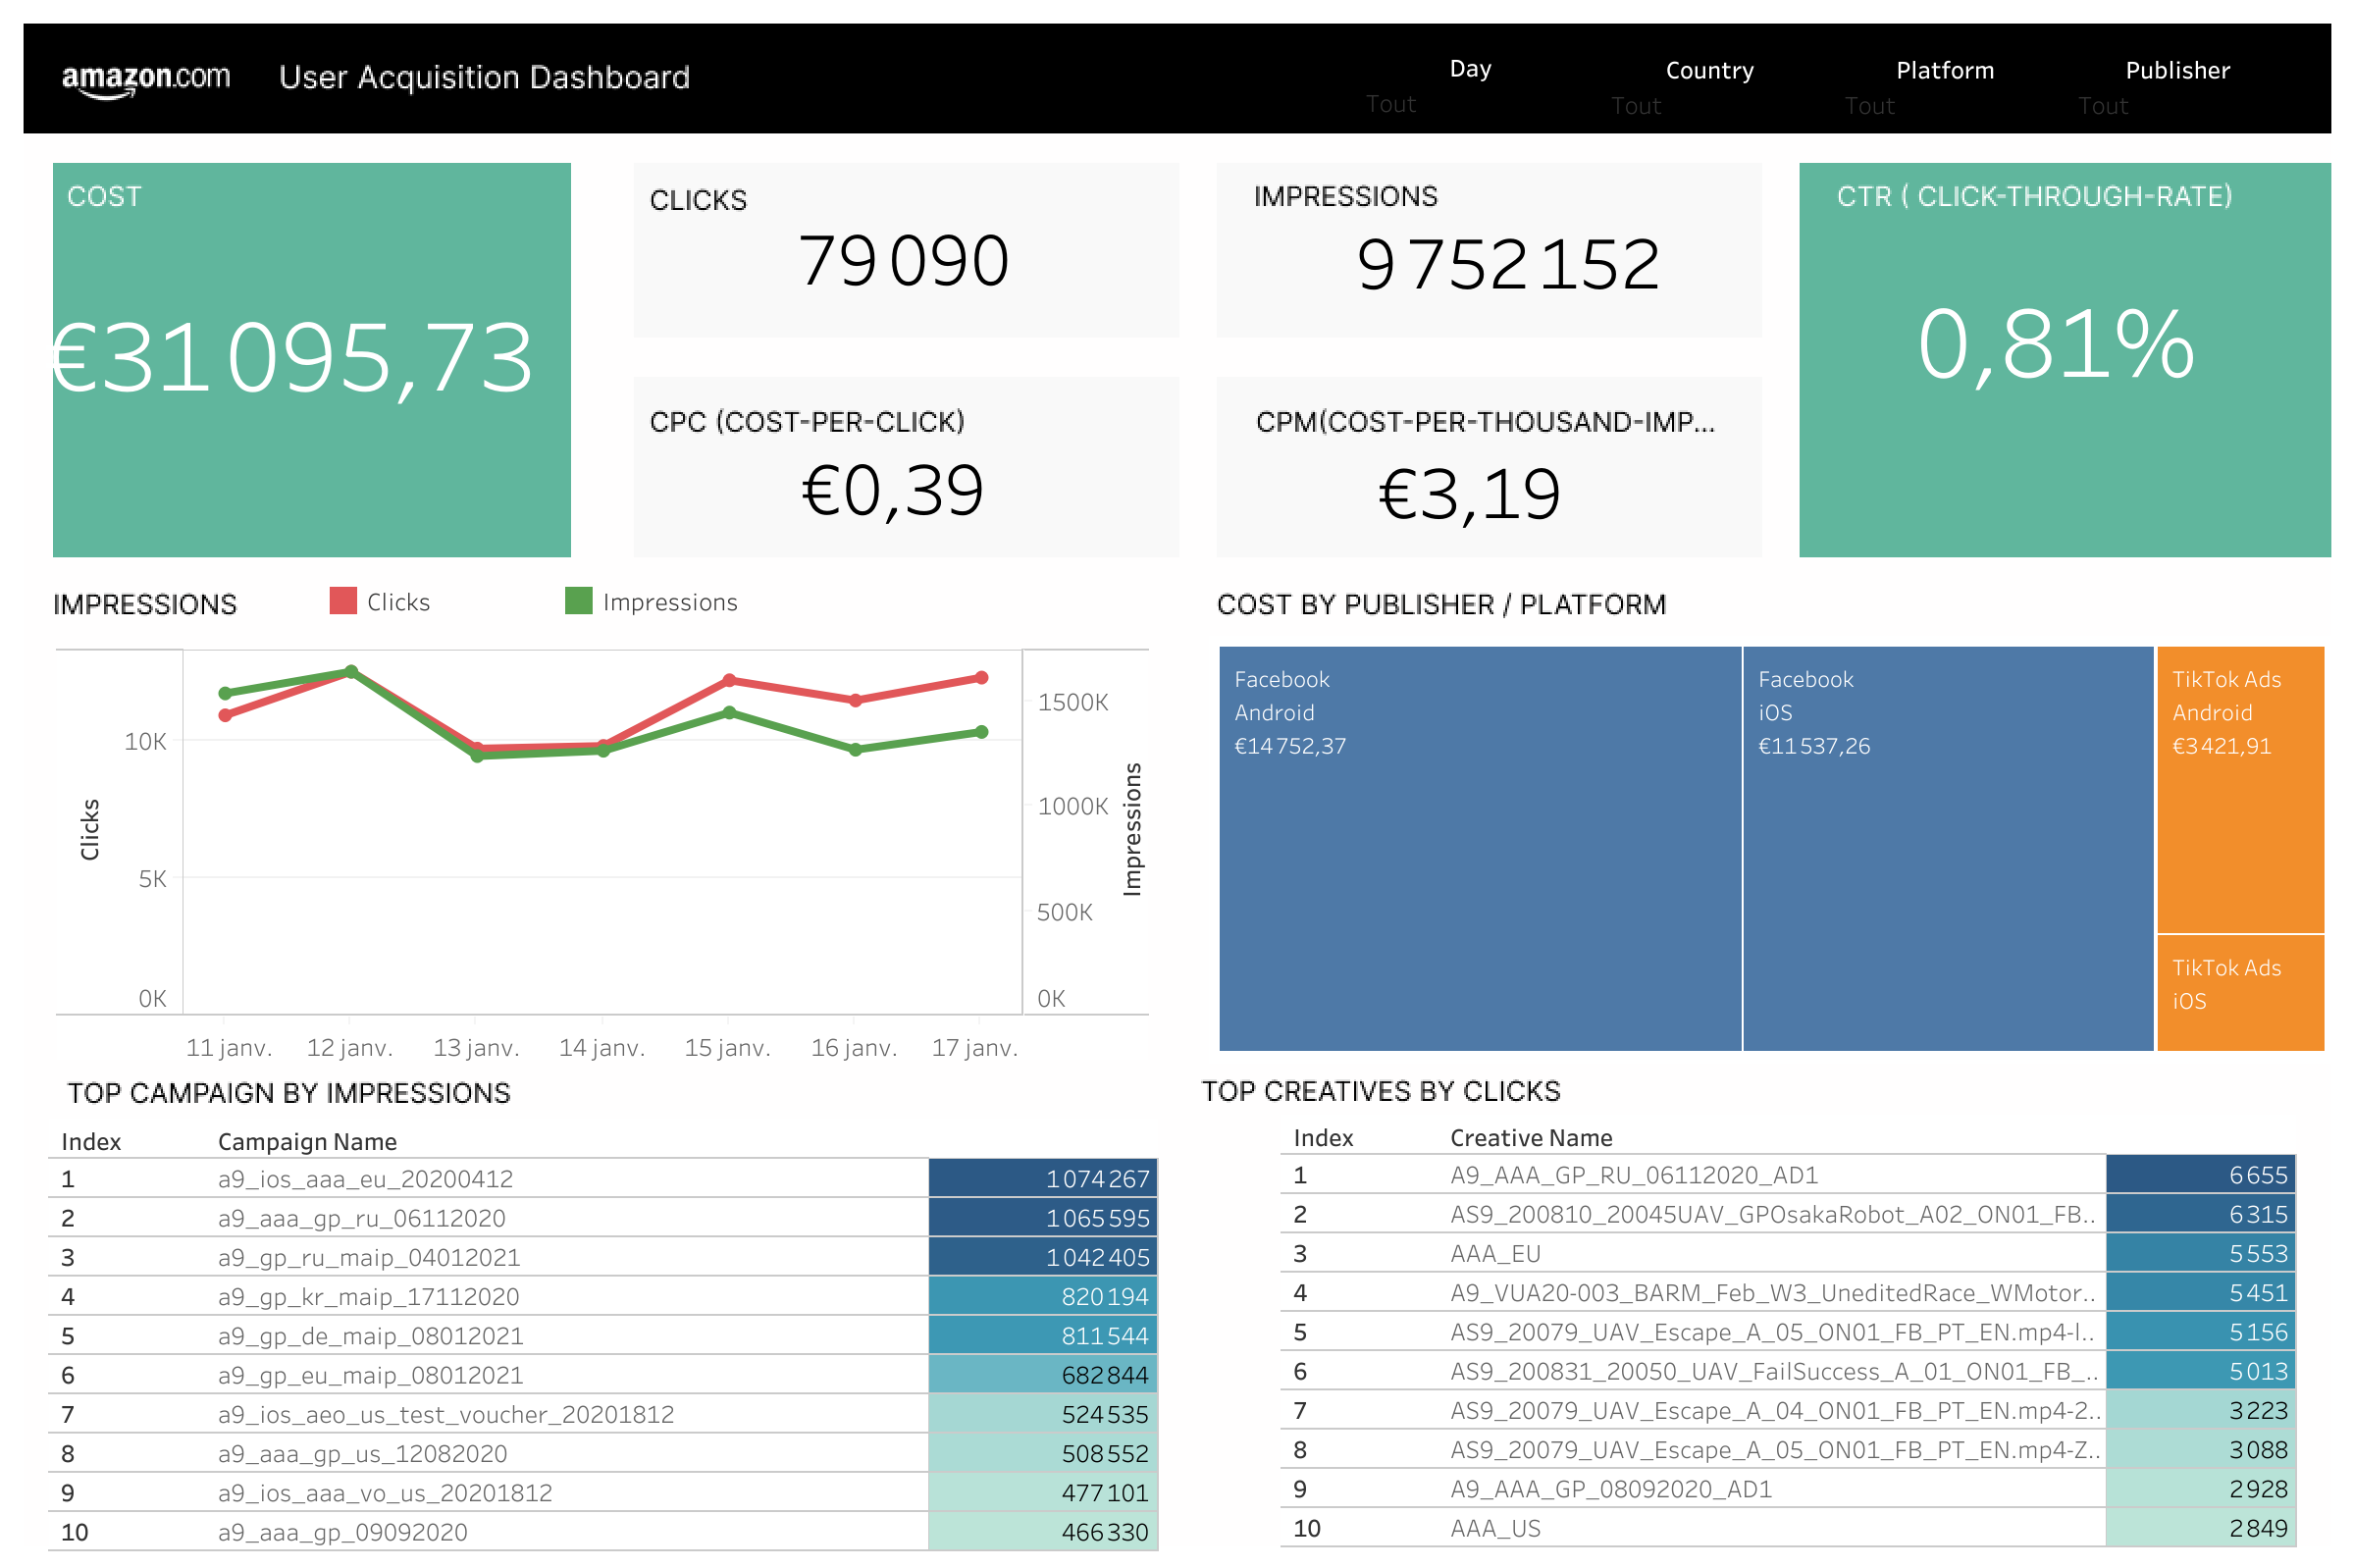 amazon.com User Acquisition Dashboard
Day Country Platform Publisher
Tout Tout Tout Tout
COST
€31 095,73
CLICKS
79 090
IMPRESSIONS
9 752 152
CTR ( CLICK-THROUGH-RATE)
0,81%
CPC (COST-PER-CLICK)
€0,39
CPM(COST-PER-THOUSAND-IMP...
€3,19
IMPRESSIONS
Clicks
Impressions
10K
5K
0K
Clicks
1500K
1000K
500K
0K
Impressions
11 janv. 12 janv. 13 janv. 14 janv. 15 janv. 16 janv. 17 janv.
COST BY PUBLISHER / PLATFORM
Facebook
Android
€14 752,37
Facebook
iOS
€11 537,26
TikTok Ads
Android
€3 421,91
TikTok Ads
iOS
TOP CAMPAIGN BY IMPRESSIONS
Index Campaign Name
1 a9_ios_aaa_eu_20200412 1 074 267
2 a9_aaa_gp_ru_06112020 1 065 595
3 a9_gp_ru_maip_04012021 1 042 405
4 a9_gp_kr_maip_17112020 820 194
5 a9_gp_de_maip_08012021 811 544
6 a9_gp_eu_maip_08012021 682 844
7 a9_ios_aeo_us_test_voucher_20201812 524 535
8 a9_aaa_gp_us_12082020 508 552
9 a9_ios_aaa_vo_us_20201812 477 101
10 a9_aaa_gp_09092020 466 330
TOP CREATIVES BY CLICKS
Index Creative Name
1 A9_AAA_GP_RU_06112020_AD1 6 655
2 AS9_200810_20045UAV_GPOsakaRobot_A02_ON01_FB.. 6 315
3 AAA_EU 5 553
4 A9_VUA20-003_BARM_Feb_W3_UneditedRace_WMotor.. 5 451
5 AS9_20079_UAV_Escape_A_05_ON01_FB_PT_EN.mp4-l.. 5 156
6 AS9_200831_20050_UAV_FailSuccess_A_01_ON01_FB_.. 5 013
7 AS9_20079_UAV_Escape_A_04_ON01_FB_PT_EN.mp4-2.. 3 223
8 AS9_20079_UAV_Escape_A_05_ON01_FB_PT_EN.mp4-Z.. 3 088
9 A9_AAA_GP_08092020_AD1 2 928
10 AAA_US 2 849